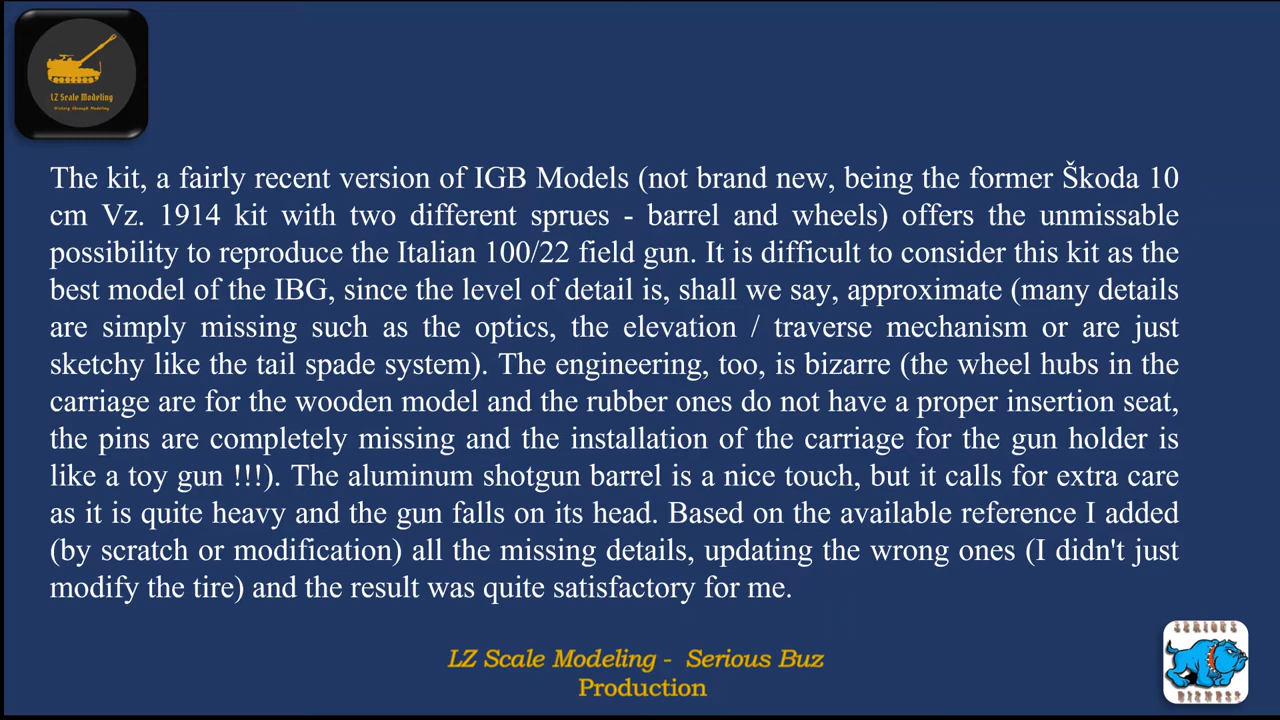 LZ Scale Modeling
History through Modeling
The kit, a fairly recent version of IGB Models (not brand new, being the former Škoda 10
cm Vz. 1914 kit with two different sprues - barrel and wheels) offers the unmissable
possibility to reproduce the Italian 100/22 field gun. It is difficult to consider this kit as the
best model of the IBG, since the level of detail is, shall we say, approximate (many details
are simply missing such as the optics, the elevation / traverse mechanism or are just
sketchy like the tail spade system). The engineering, too, is bizarre (the wheel hubs in the
carriage are for the wooden model and the rubber ones do not have a proper insertion seat,
the pins are completely missing and the installation of the carriage for the gun holder is
like a toy gun !!!). The aluminum shotgun barrel is a nice touch, but it calls for extra care
as it is quite heavy and the gun falls on its head. Based on the available reference I added
(by scratch or modification) all the missing details, updating the wrong ones (I didn't just
modify the tire) and the result was quite satisfactory for me.
LZ Scale Modeling - Serious Buz
Production
SERIOUS
BIZNESS